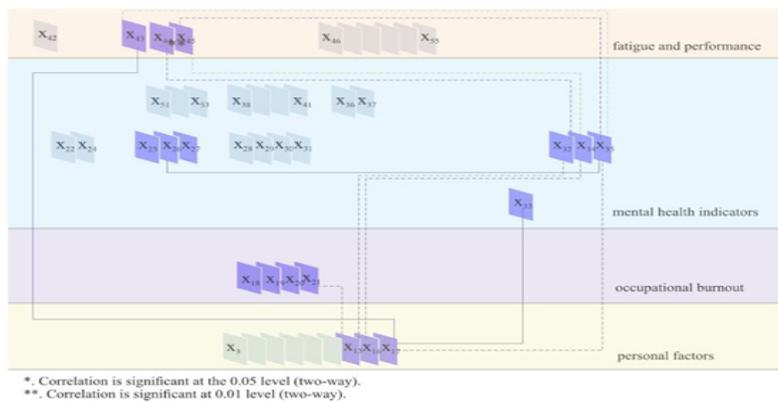 X42 X43 X45 X46 X55 fatigue and performance
X51 X53 X38 X41 X36 X37
X22 X24 X25 X26 X27 X28 X29 X30 X31 X32 X34 X35
X33 mental health indicators
X18 X19 X20 X21
occupational burnout
X3 X15 X16 X17
personal factors
*. Correlation is significant at the 0.05 level (two-way).
**. Correlation is significant at 0.01 level (two-way).